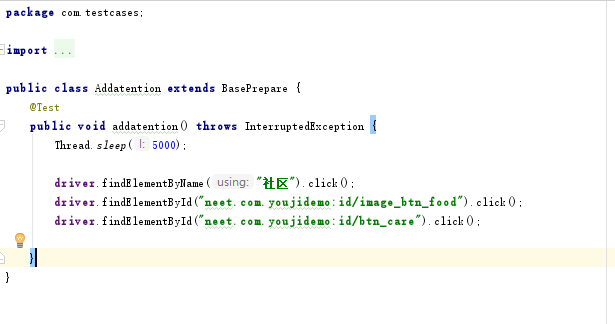 package com.testcases;
import ...
public class Addatention extends BasePrepare {
@Test
public void addatention() throws InterruptedException {
Thread.sleep( l: 5000);
driver.findElementByName( using: "社区").click();
driver.findElementById("neet.com.youjidemo:id/image_btn_food").click();
driver.findElementById("neet.com.youjidemo:id/btn_care").click();
}
}